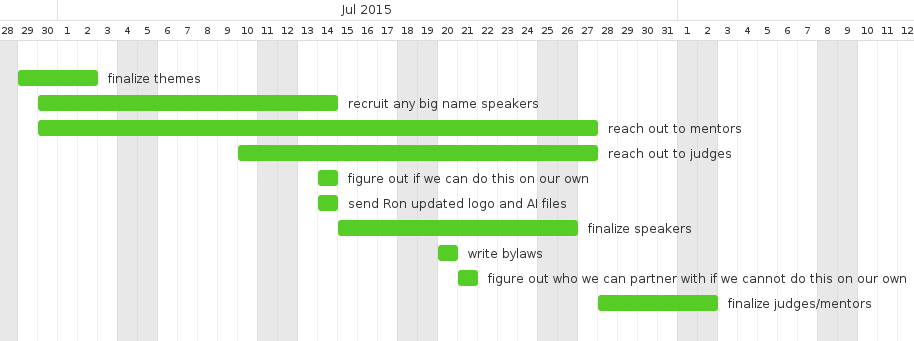 Jul 2015
28 29 30 1 2 3 4 5 6 7 8 9 10 11 12 13 14 15 16 17 18 19 20 21 22 23 24 25 26 27 28 29 30 31 1 2 3 4 5 6 7 8 9 10 11 12
finalize themes
recruit any big name speakers
reach out to mentors
reach out to judges
figure out if we can do this on our own
send Ron updated logo and AI files
finalize speakers
write bylaws
figure out who we can partner with if we cannot do this on our own
finalize judges/mentors